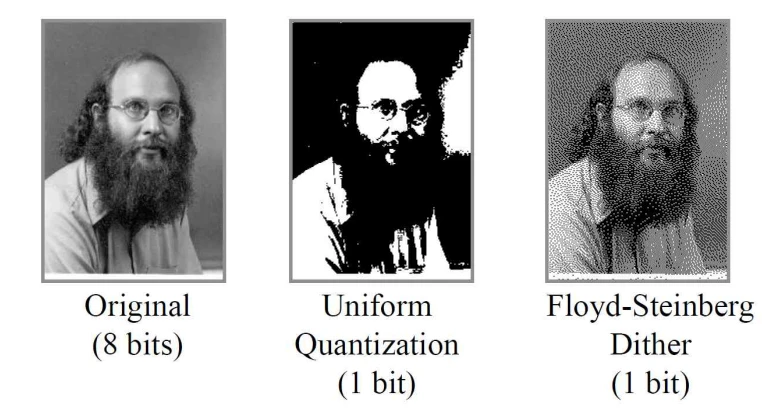 Original
(8 bits)
Uniform
Quantization
(1 bit)
Floyd-Steinberg
Dither
(1 bit)